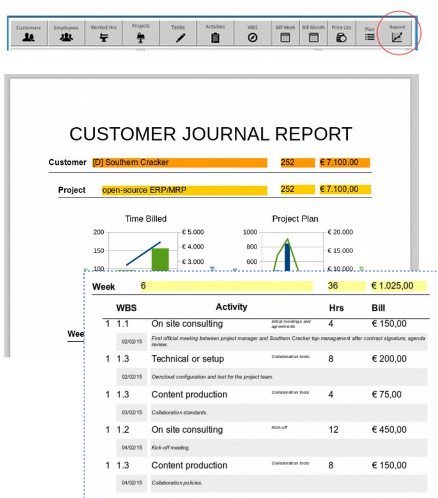 Customers Employees Worked Hrs Projects Tasks Activities WBS Bill Week Bill Month Price List Plan Report
CUSTOMER JOURNAL REPORT
Customer [D] Southern Cracker 252 € 7.100,00
Project open-source ERP/MRP 252 € 7.100,00
Time Billed Project Plan
200 € 5.000 1000 € 20.000
150 € 4.000 800 € 15.000
100 € 3.000 600 € 10.000
Week 6 36 € 1.025,00
WBS Activity Hrs Bill
1 1.1 On site consulting Initial meetings and agreements 4 € 150,00
02/02/15 First official meeting between project manager and Southern Cracker top-management after contract signature; agenda
review.
1 1.3 Technical or setup Collaboration tools 8 € 200,00
02/02/15 Owncloud configuration and test for the project team.
1 1.3 Content production Collaboration tools 4 € 75,00
03/02/15 Collaboration standards.
1 1.2 On site consulting Kick-off 12 € 450,00
04/02/15 Kick-off meeting.
1 1.3 Content production Collaboration tools 8 € 150,00
04/02/15 Collaboration policies.